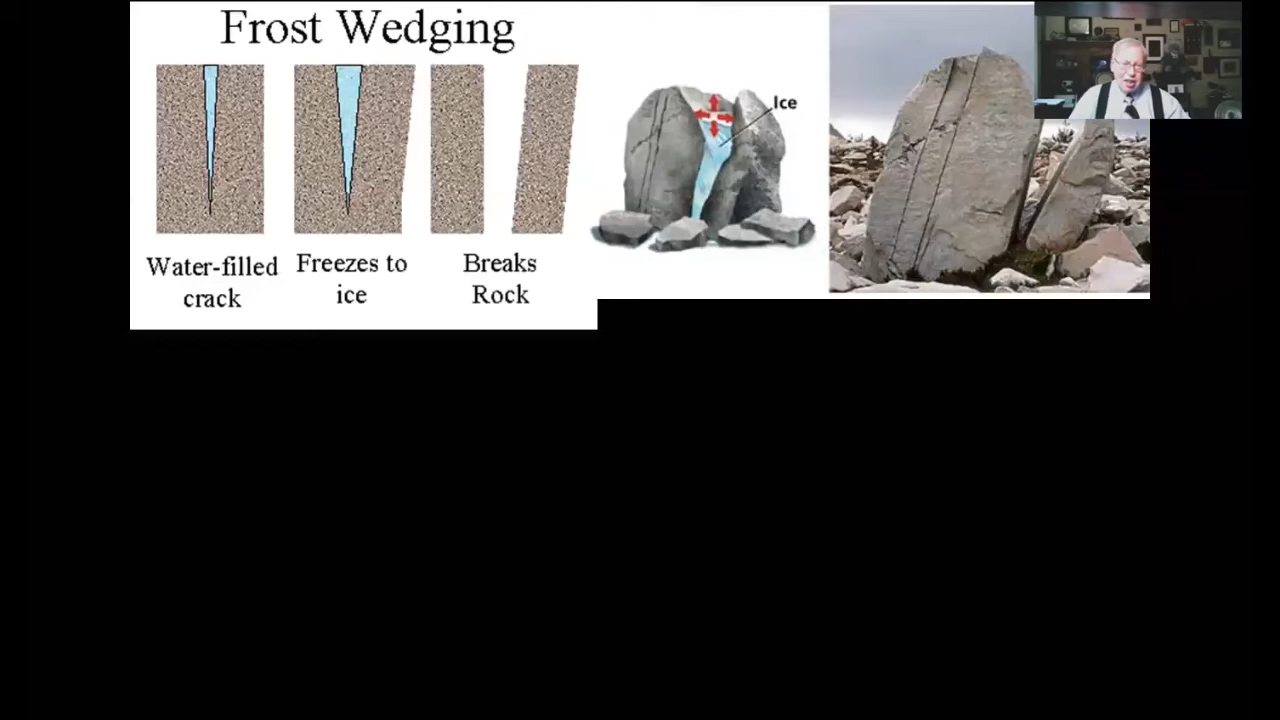 Frost Wedging
Water-filled
crack
Freezes to
ice
Breaks
Rock
Ice